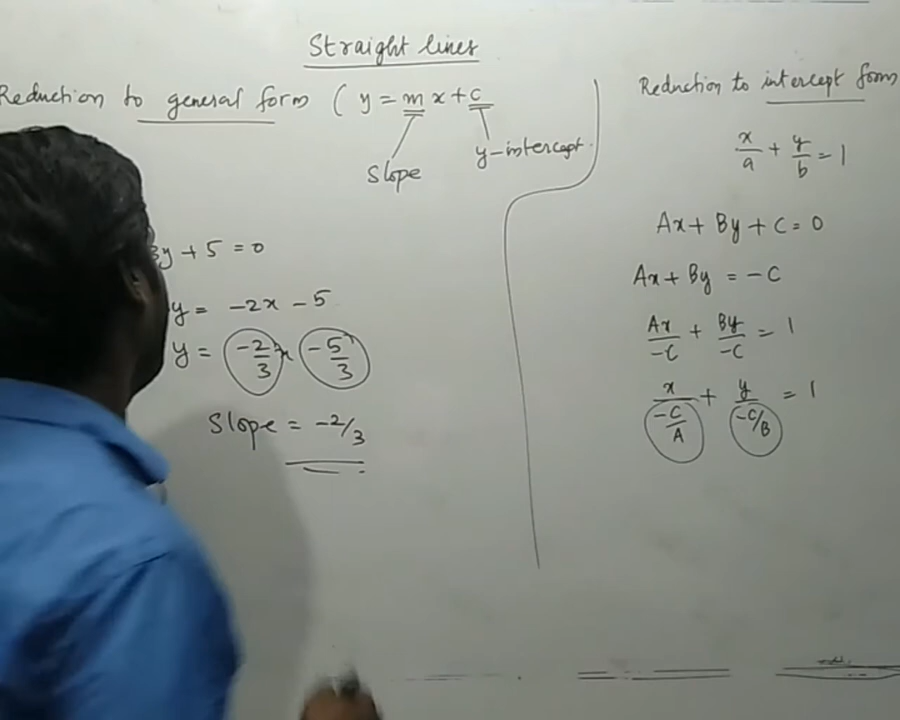 Straight lines
Reduction to general form ( y = mx + c
slope
y-intercept
3y + 5 = 0
y = -2x - 5
y = -2/3 x -5/3
Slope = -2/3
Reduction to intercept form
x/a + y/b = 1
Ax + By + C = 0
Ax + By = -C
Ax/-C + By/-C = 1
x/(-C/A) + y/(-C/B) = 1